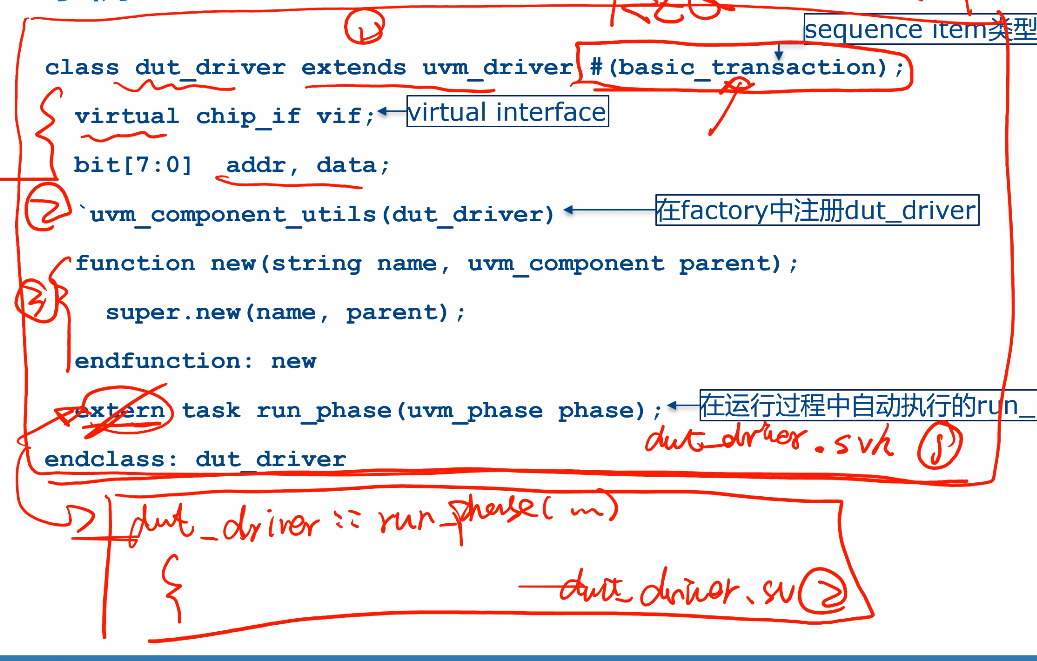 ①
sequence item类型
class dut_driver extends uvm_driver #(basic_transaction);
virtual chip_if vif;
virtual interface
bit[7:0] addr, data;
②
`uvm_component_utils(dut_driver)
在factory中注册dut_driver
③
function new(string name, uvm_component parent);
super.new(name, parent);
endfunction: new
extern task run_phase(uvm_phase phase);
在运行过程中自动执行的run_
dut_driver.svh ①
endclass: dut_driver
dut_driver :: run_phase( m)
{
dut_driver.sv ②